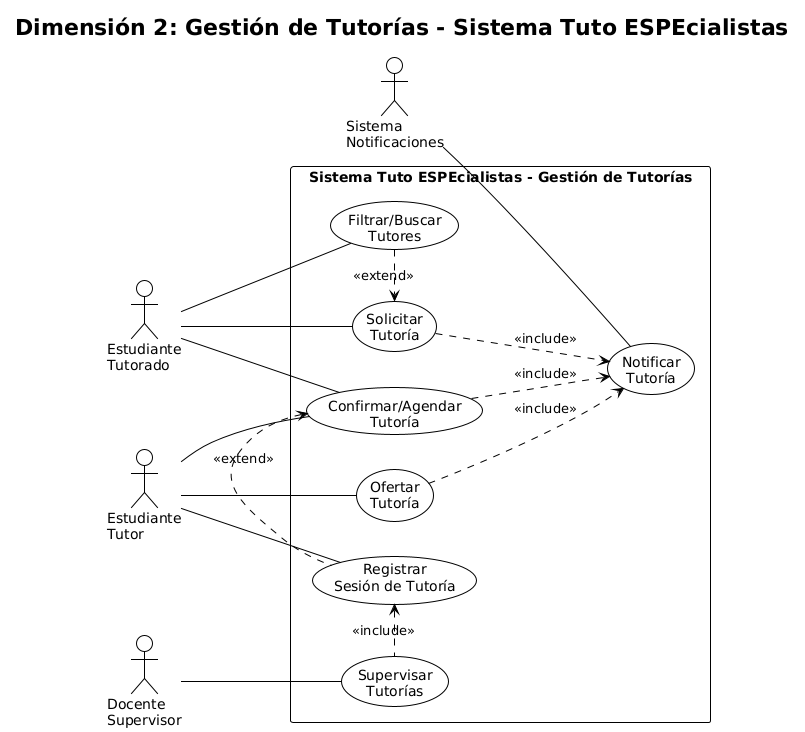 Dimensión 2: Gestión de Tutorías - Sistema Tuto ESPEcialistas
Sistema
Notificaciones
Sistema Tuto ESPEcialistas - Gestión de Tutorías
Filtrar/Buscar
Tutores
«extend»
Estudiante
Tutorado
Solicitar
Tutoría
«include»
Notificar
Tutoría
«include»
Confirmar/Agendar
Tutoría
«include»
«extend»
Estudiante
Tutor
Ofertar
Tutoría
Registrar
Sesión de Tutoría
«include»
Supervisar
Tutorías
Docente
Supervisor